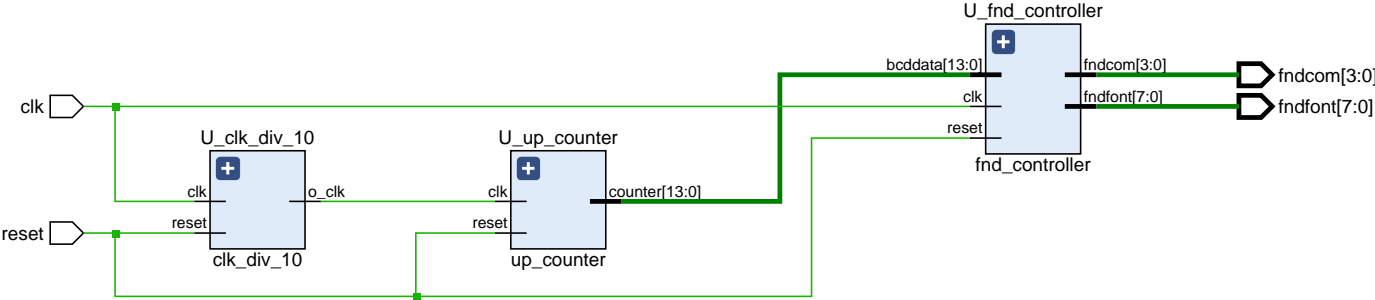 U_fnd_controller
bcddata[13:0]
fndcom[3:0]
fndcom[3:0]
clk
clk
fndfont[7:0]
fndfont[7:0]
reset
fnd_controller
U_clk_div_10
U_up_counter
clk
o_clk
clk
counter[13:0]
reset
reset
reset
clk_div_10
up_counter